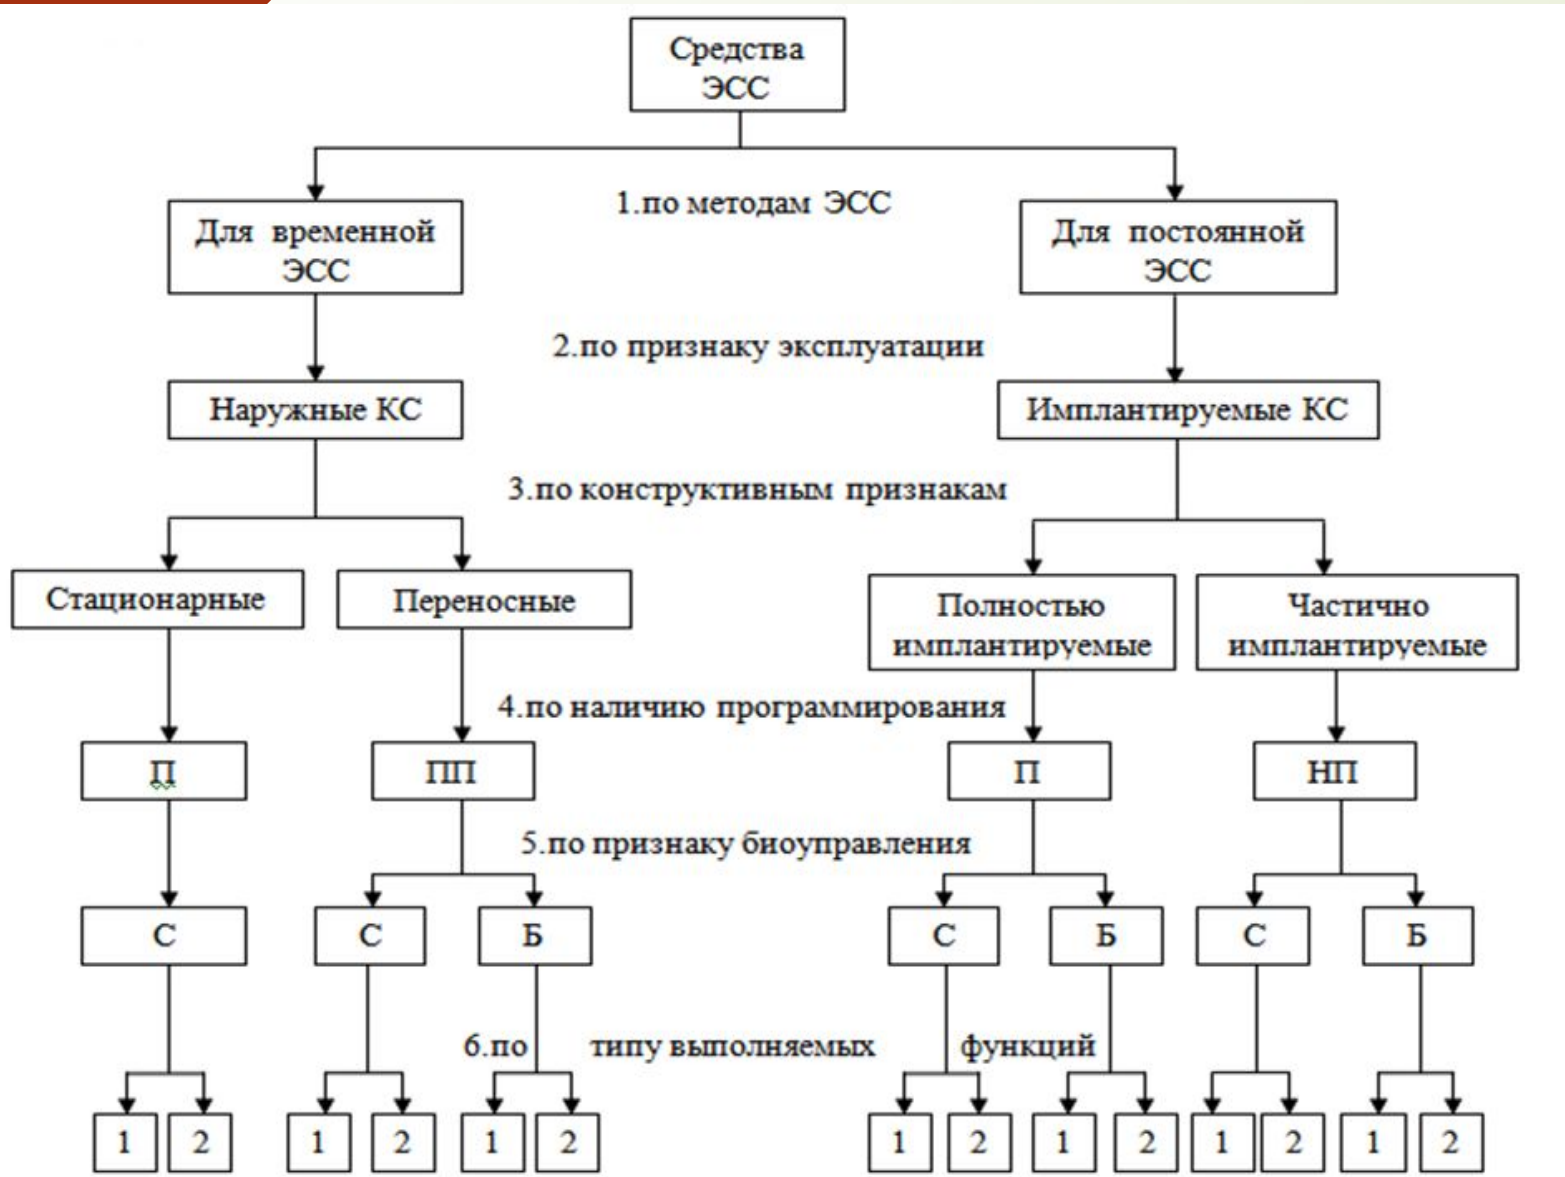 Средства
ЭСС
1.по методам ЭСС
Для временной
ЭСС
Для постоянной
ЭСС
2.по признаку эксплуатации
Наружные КС
Имплантируемые КС
3.по конструктивным признакам
Стационарные
Переносные
Полностью
имплантируемые
Частично
имплантируемые
4.по наличию программирования
П
ПП
П
НП
5.по признаку биоуправления
С
С
Б
С
Б
С
Б
6.по типу выполняемых функций
1
2
1
2
1
2
1
2
1
2
1
2
1
2